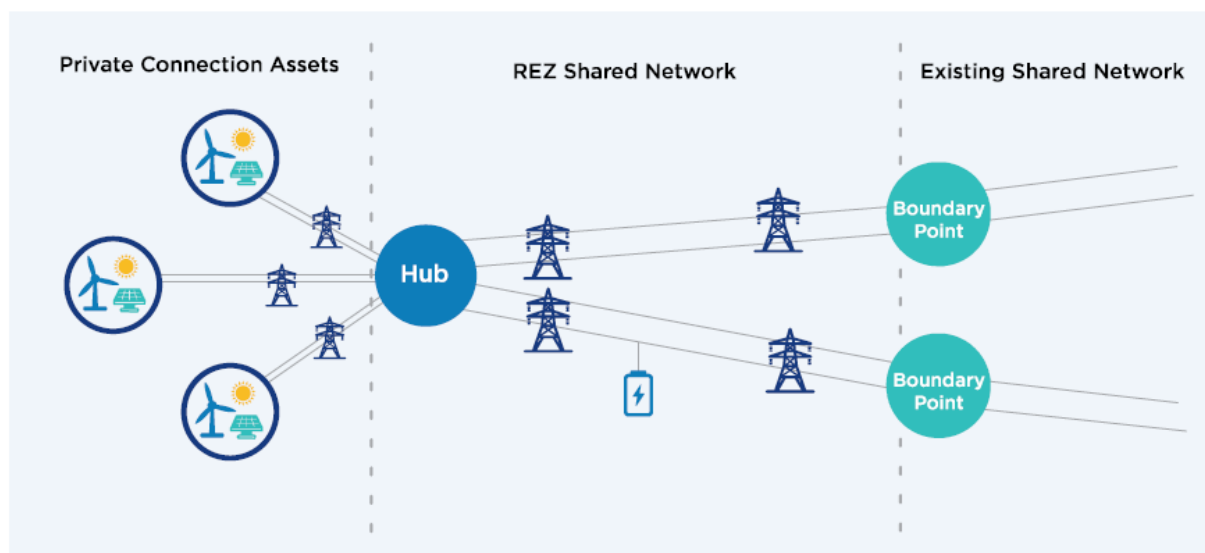 Private Connection Assets
REZ Shared Network
Existing Shared Network
Hub
Boundary
Point
Boundary
Point